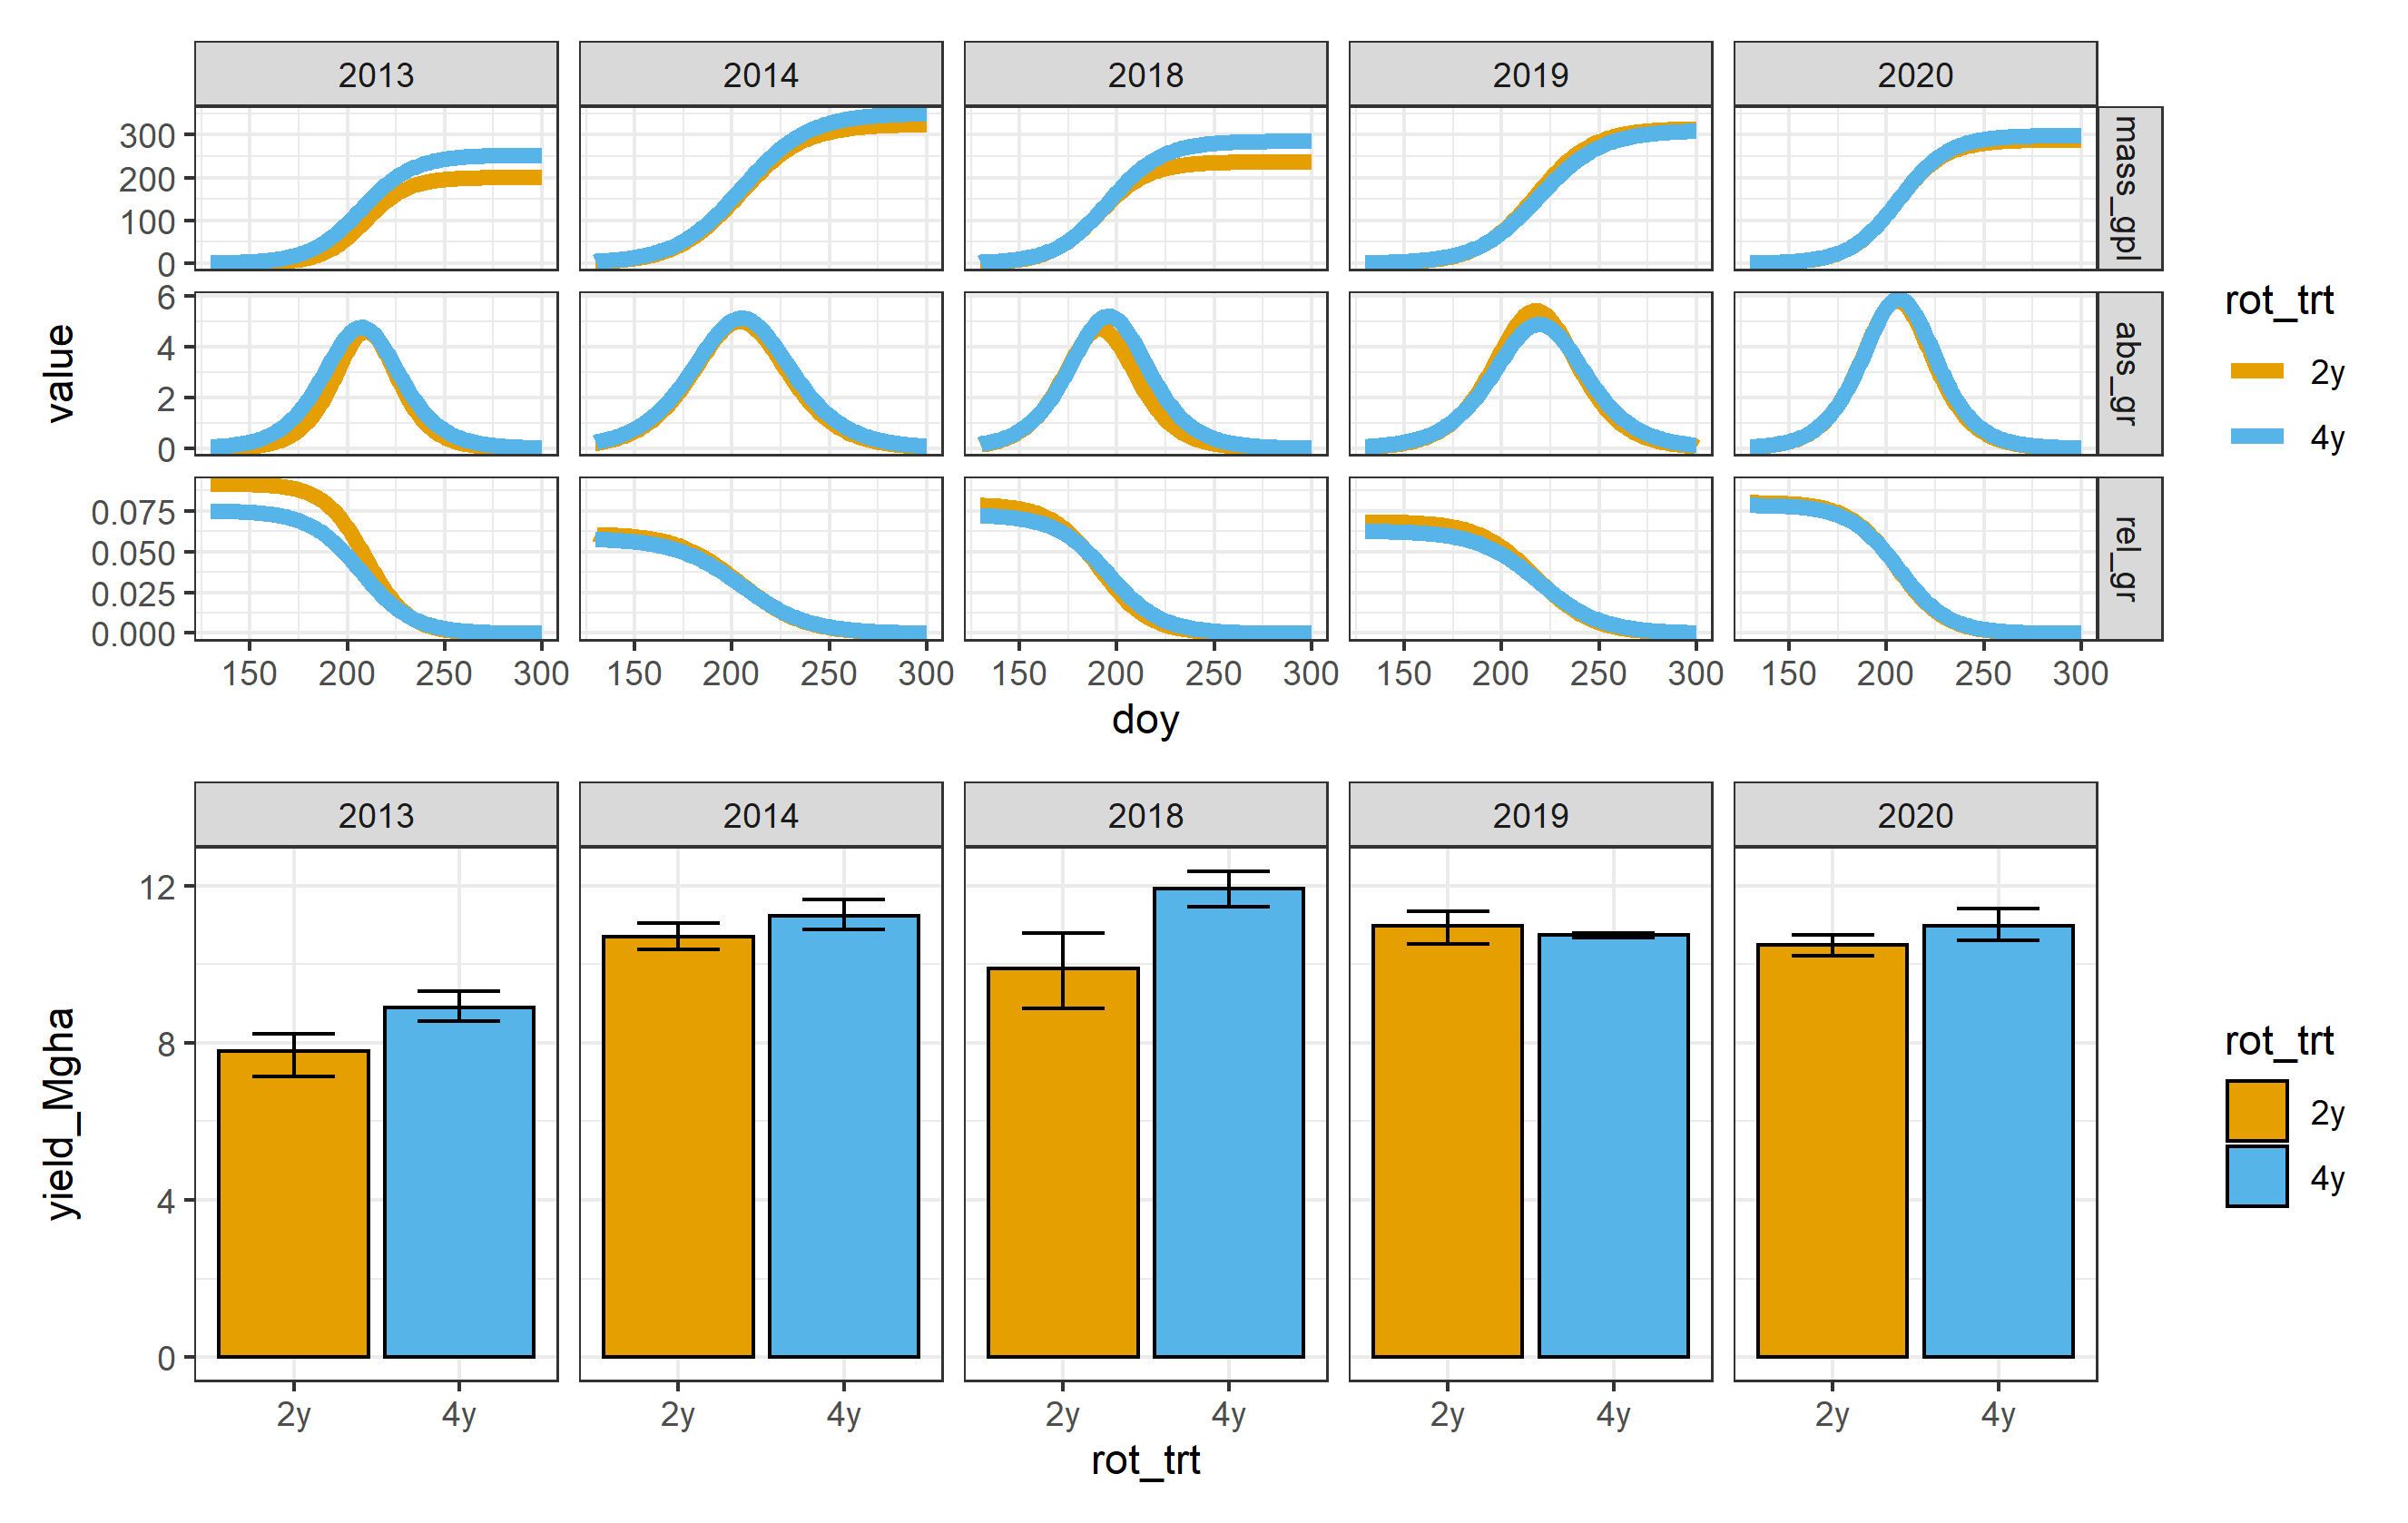 2013 2014 2018 2019 2020
300
200
100
0
mass_gpl
value
6
4
2
0
abs_gr
0.075
0.050
0.025
0.000
rel_gr
150 200 250 300 150 200 250 300 150 200 250 300 150 200 250 300 150 200 250 300
doy
rot_trt
2y
4y
2013 2014 2018 2019 2020
yield_Mgha
12
8
4
0
2y 4y 2y 4y 2y 4y 2y 4y 2y 4y
rot_trt
rot_trt
2y
4y